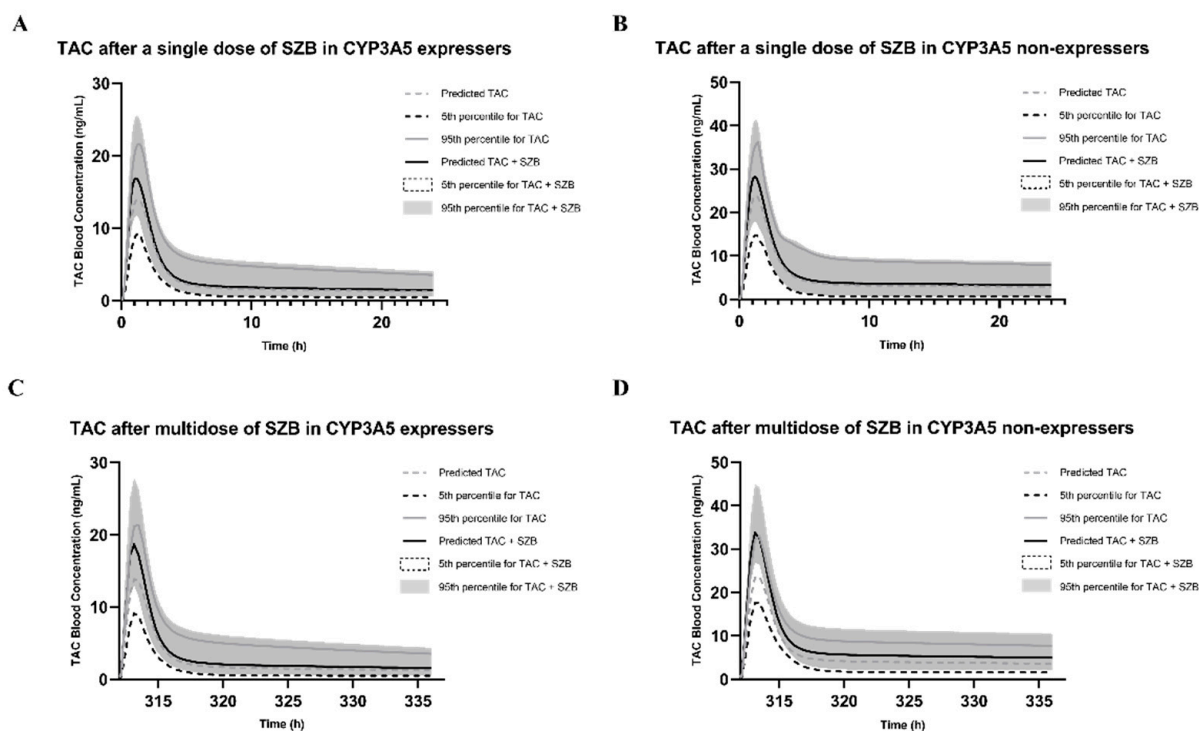 A
TAC after a single dose of SZB in CYP3A5 expressers
TAC Blood Concentration (ng/mL)
30
20
10
0
0 10 20
Time (h)
Predicted TAC
5th percentile for TAC
95th percentile for TAC
Predicted TAC + SZB
5th percentile for TAC + SZB
95th percentile for TAC + SZB
B
TAC after a single dose of SZB in CYP3A5 non-expressers
TAC Blood Concentration (ng/mL)
50
40
30
20
10
0
0 10 20
Time (h)
Predicted TAC
5th percentile for TAC
95th percentile for TAC
Predicted TAC + SZB
5th percentile for TAC + SZB
95th percentile for TAC + SZB
C
TAC after multidose of SZB in CYP3A5 expressers
TAC Blood Concentration (ng/mL)
30
20
10
0
315 320 325 330 335
Time (h)
Predicted TAC
5th percentile for TAC
95th percentile for TAC
Predicted TAC + SZB
5th percentile for TAC + SZB
95th percentile for TAC + SZB
D
TAC after multidose of SZB in CYP3A5 non-expressers
TAC Blood Concentration (ng/mL)
50
40
30
20
10
0
315 320 325 330 335
Time (h)
Predicted TAC
5th percentile for TAC
95th percentile for TAC
Predicted TAC + SZB
5th percentile for TAC + SZB
95th percentile for TAC + SZB